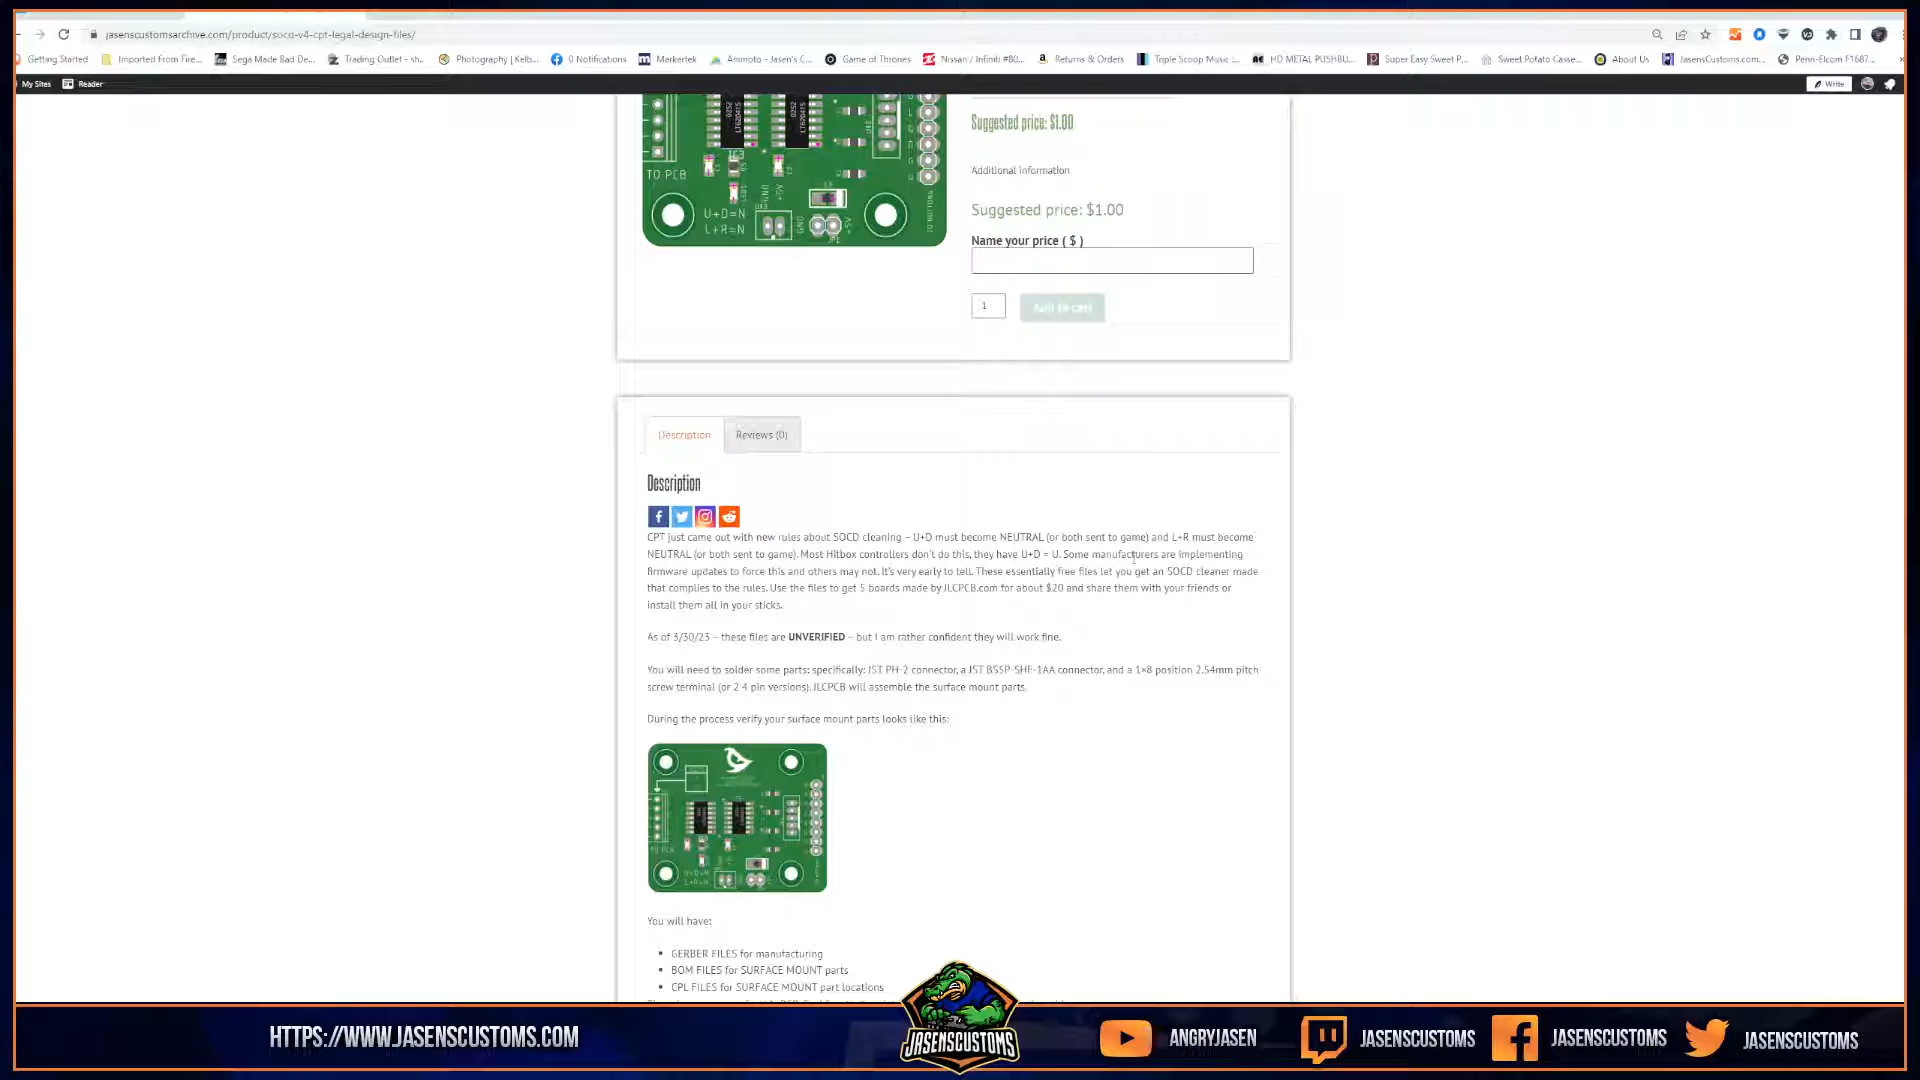 jasenscustomsarchive.com/product/socd-v4-cpt-legal-design-files/
Getting Started
Imported From Fire...
Sega Made Bad De...
Trading Outlet - sh...
Photography | Kelb...
0 Notifications
Markertek
Ammoto - Jasen's C...
Game of Thrones
Nissan / Infiniti #80...
Returns & Orders
Triple Scoop Music :...
HD METAL PUSHBU...
Super Easy Sweet P...
Sweet Potato Casse...
About Us
JasensCustoms.com...
Penn-Elcom F1687...
My Sites
Reader
Write
TO PCB
U+D=N
L+R=N
GND
+5V
TO BUTTONS
Suggested price: $1.00
Additional information
Suggested price: $1.00
Name your price ( $ )
1
Add to cart
Description
Reviews (0)
Description
CPT just came out with new rules about SOCD cleaning – U+D must become NEUTRAL (or both sent to game) and L+R must become
NEUTRAL (or both sent to game). Most Hitbox controllers don't do this, they have U+D = U. Some manufacturers are implementing
firmware updates to force this and others may not. It's very early to tell. These essentially free files let you get an SOCD cleaner made
that complies to the rules. Use the files to get 5 boards made by JLCPCB.com for about $20 and share them with your friends or
install them all in your sticks.
As of 3/30/23 – these files are UNVERIFIED – but I am rather confident they will work fine.
You will need to solder some parts: specifically: JST PH-2 connector, a JST B5SP-SHF-1AA connector, and a 1×8 position 2.54mm pitch
screw terminal (or 2 4 pin versions). JLCPCB will assemble the surface mount parts.
During the process verify your surface mount parts looks like this:
TO PCB
U+D=N
L+R=N
You will have:
GERBER FILES for manufacturing
BOM FILES for SURFACE MOUNT parts
CPL FILES for SURFACE MOUNT part locations
HTTPS://WWW.JASENSCUSTOMS.COM
JASENSCUSTOMS
ANGRYJASEN
JASENSCUSTOMS
JASENSCUSTOMS
JASENSCUSTOMS